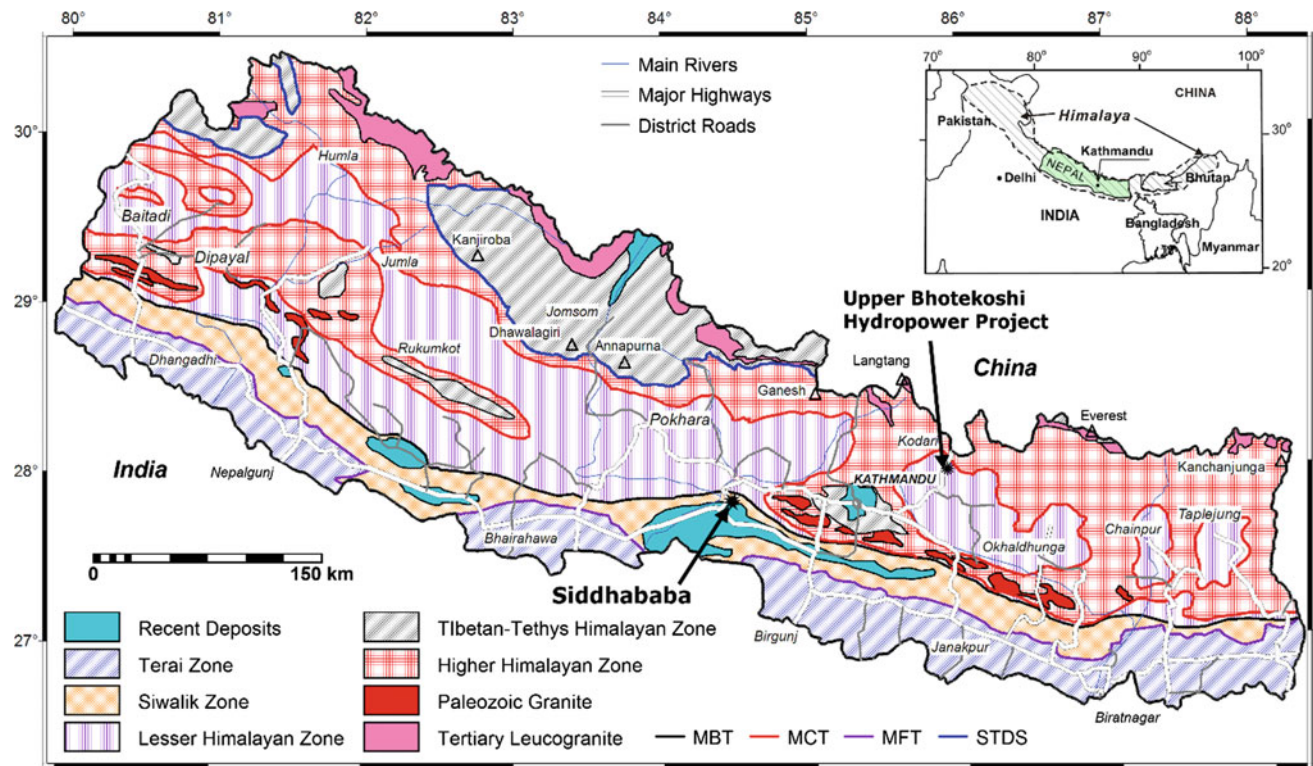 80° 81° 82° 83° 84° 85° 86° 87° 88°
Main Rivers
Major Highways
District Roads
70° 80° 90° 100°
CHINA
Pakistan
Himalaya
30°
Kathmandu
NEPAL
Delhi
Bhutan
INDIA
Bangladesh
Myanmar
20°
30°
29°
28°
27°
Humla
Baitadi
Dipayal
Jumla
Kanjiroba
Jomsom
Dhawalagiri
Annapurna
Rukumkot
Dhangadhi
Upper Bhotekoshi
Hydropower Project
Langtang
China
Ganesh
Everest
Pokhara
Kodari
KATHMANDU
Kanchanjunga
India
Nepalgunj
Chainpur
Taplejung
Bhairahawa
Okhaldhunga
0 150 km
Siddhababa
Birgunj
Janakpur
Biratnagar
Recent Deposits
Terai Zone
Siwalik Zone
Lesser Himalayan Zone
TIbetan-Tethys Himalayan Zone
Higher Himalayan Zone
Paleozoic Granite
Tertiary Leucogranite
MBT MCT MFT STDS